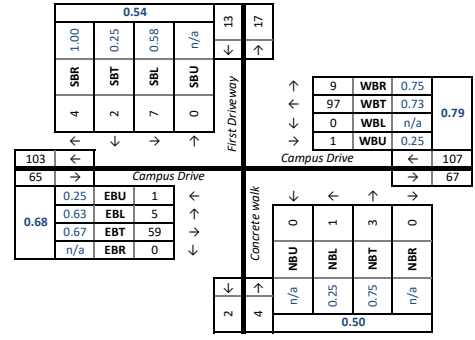 0.54
13 17
1.00 0.25 0.58 n/a
↓ ↑
SBR SBT SBL SBU
4 2 7 0
← ↓ → ↑
First Driveway
↑ 9 WBR 0.75
← 97 WBT 0.73
↓ 0 WBL n/a
→ 1 WBU 0.25
0.79
103 ←
Campus Drive
← 107
65 →
Campus Drive
→ 67
0.68
0.25 EBU 1 ←
0.63 EBL 5 ↑
0.67 EBT 59 →
n/a EBR 0 ↓
Concrete walk
↓ ← ↑ →
0 1 3 0
NBU NBL NBT NBR
↓ ↑
n/a 0.25 0.75 n/a
2 4
0.50